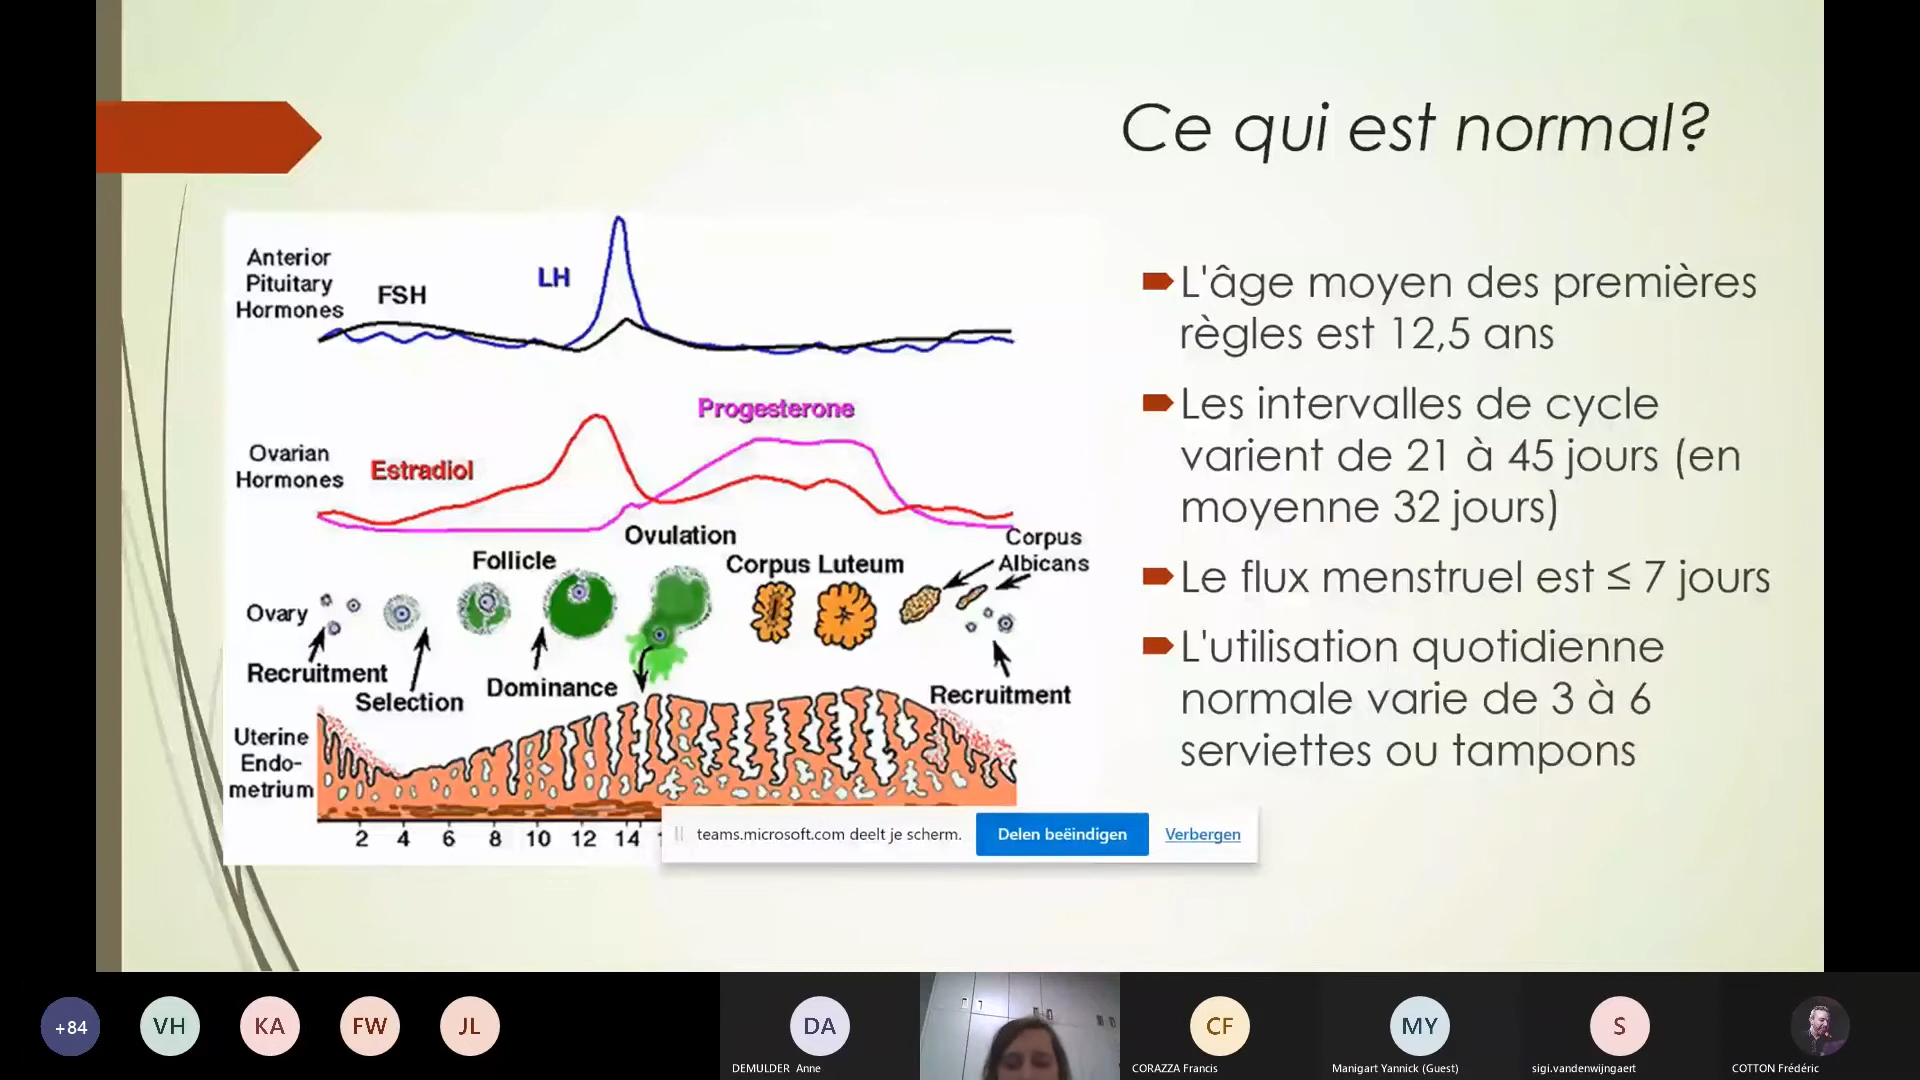 Ce qui est normal?
Anterior
Pituitary
Hormones
FSH
LH
Progesterone
Ovarian
Hormones
Estradiol
Ovulation
Follicle
Corpus Luteum
Corpus
Albicans
Ovary
Recruitment
Selection
Dominance
Recruitment
Uterine
Endo-
metrium
2 4 6 8 10 12 14
L'âge moyen des premières
règles est 12,5 ans
Les intervalles de cycle
varient de 21 à 45 jours (en
moyenne 32 jours)
Le flux menstruel est ≤ 7 jours
L'utilisation quotidienne
normale varie de 3 à 6
serviettes ou tampons
teams.microsoft.com deelt je scherm.
Delen beëindigen
Verbergen
+84
VH
KA
FW
JL
DA
CF
MY
S
DEMULDER Anne
CORAZZA Francis
Manigart Yannick (Guest)
sigi.vandenwijngaert
COTTON Frédéric